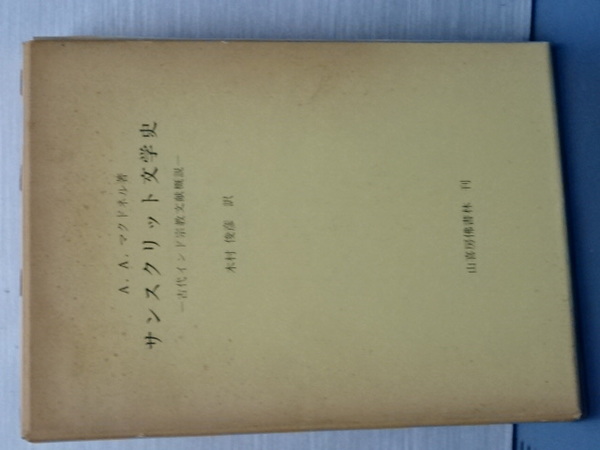 A. A. マクドネル著
サンスクリット文学史
―古代インド宗教文献概説―
木村 俊彦 訳
山喜房佛書林 刊